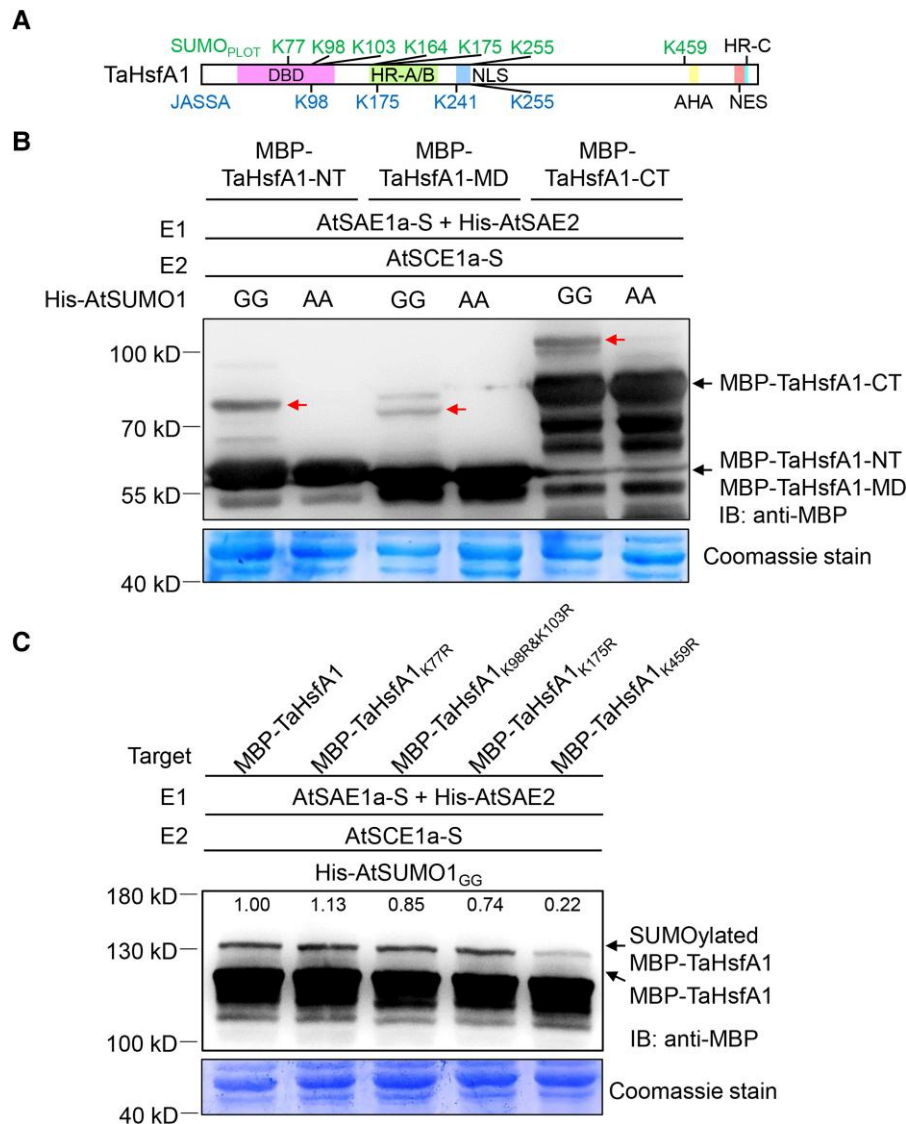 A
SUMOPLOT K77 K98 K103 K164 K175 K255 K459 HR-C
TaHsfA1 DBD HR-A/B NLS
JASSA K98 K175 K241 K255 AHA NES
B
MBP- MBP- MBP-
TaHsfA1-NT TaHsfA1-MD TaHsfA1-CT
E1 AtSAE1a-S + His-AtSAE2
E2 AtSCE1a-S
His-AtSUMO1 GG AA GG AA GG AA
100 kD
MBP-TaHsfA1-CT
70 kD
MBP-TaHsfA1-NT
55 kD MBP-TaHsfA1-MD
IB: anti-MBP
Coomassie stain
40 kD
C
Target MBP-TaHsfA1 MBP-TaHsfA1K77R MBP-TaHsfA1K98R&K103R MBP-TaHsfA1K175R MBP-TaHsfA1K459R
E1 AtSAE1a-S + His-AtSAE2
E2 AtSCE1a-S
His-AtSUMO1GG
180 kD 1.00 1.13 0.85 0.74 0.22
130 kD SUMOylated
MBP-TaHsfA1
MBP-TaHsfA1
100 kD IB: anti-MBP
Coomassie stain
40 kD